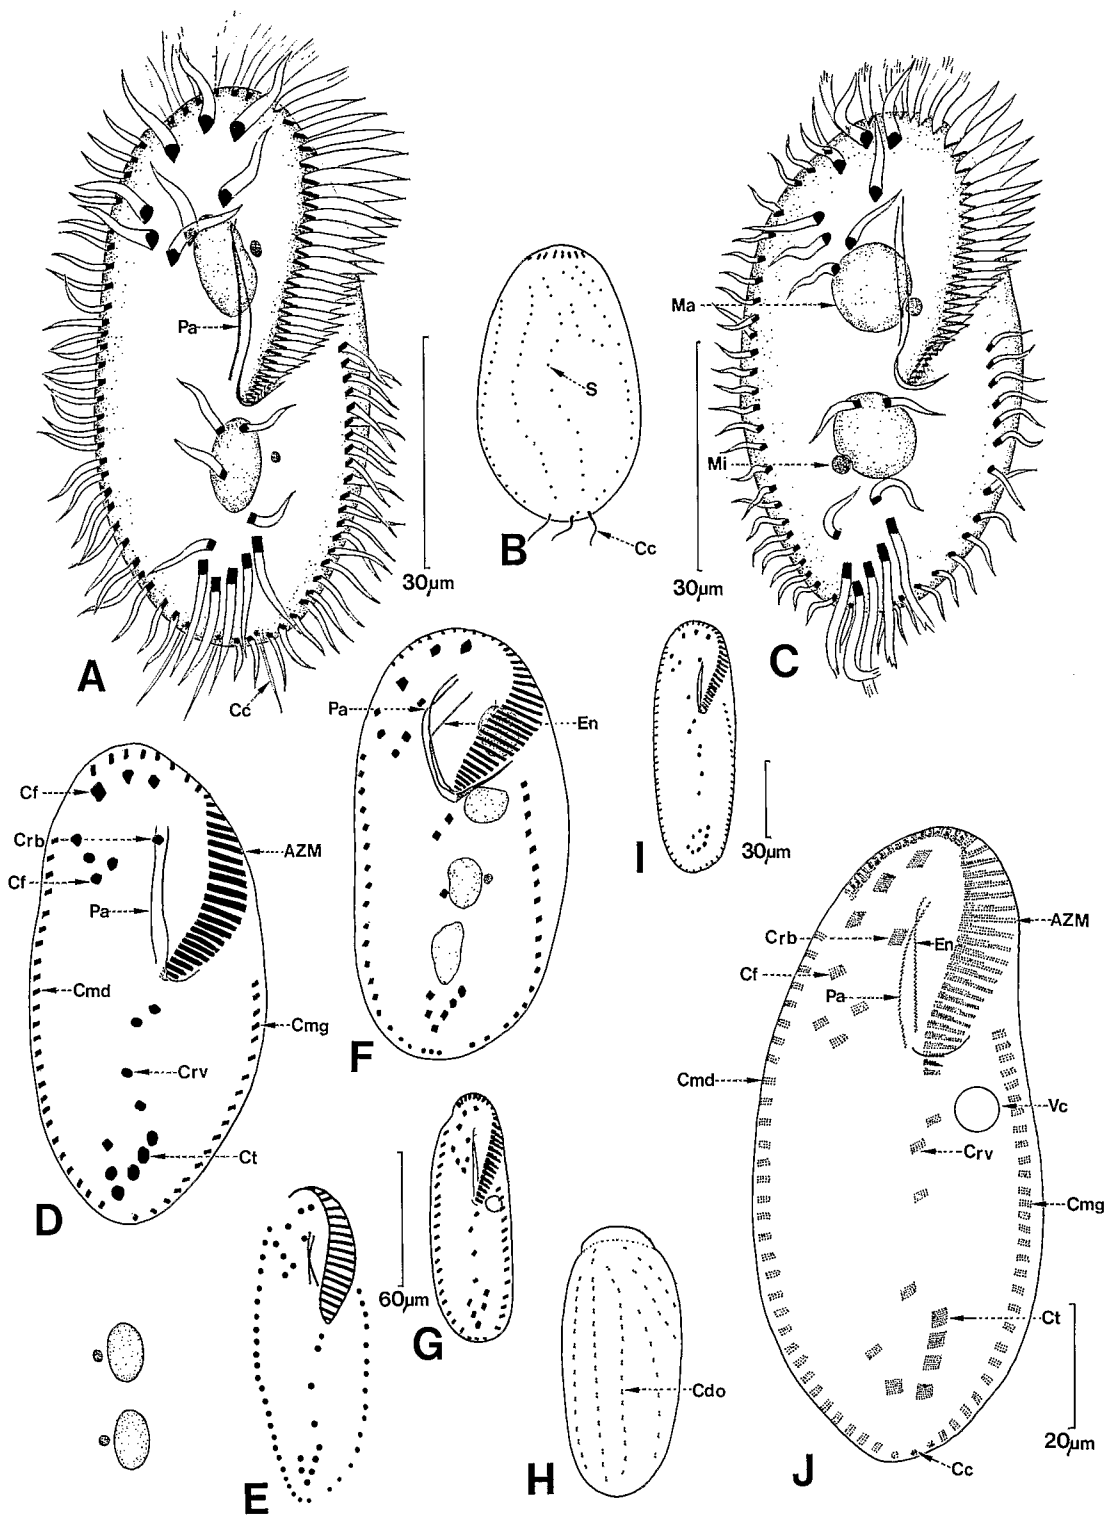 Pa
30µm
A
Cc
S
B
Cc
Ma
Mi
30µm
C
Cf
Crb
Cf
Pa
AZM
Cmd
Cmg
Crv
Ct
D
Pa
En
F
I
30µm
E
60µm
G
Cdo
H
Crb
Cf
Pa
En
AZM
Cmd
Vc
Crv
Cmg
Ct
20µm
Cc
J